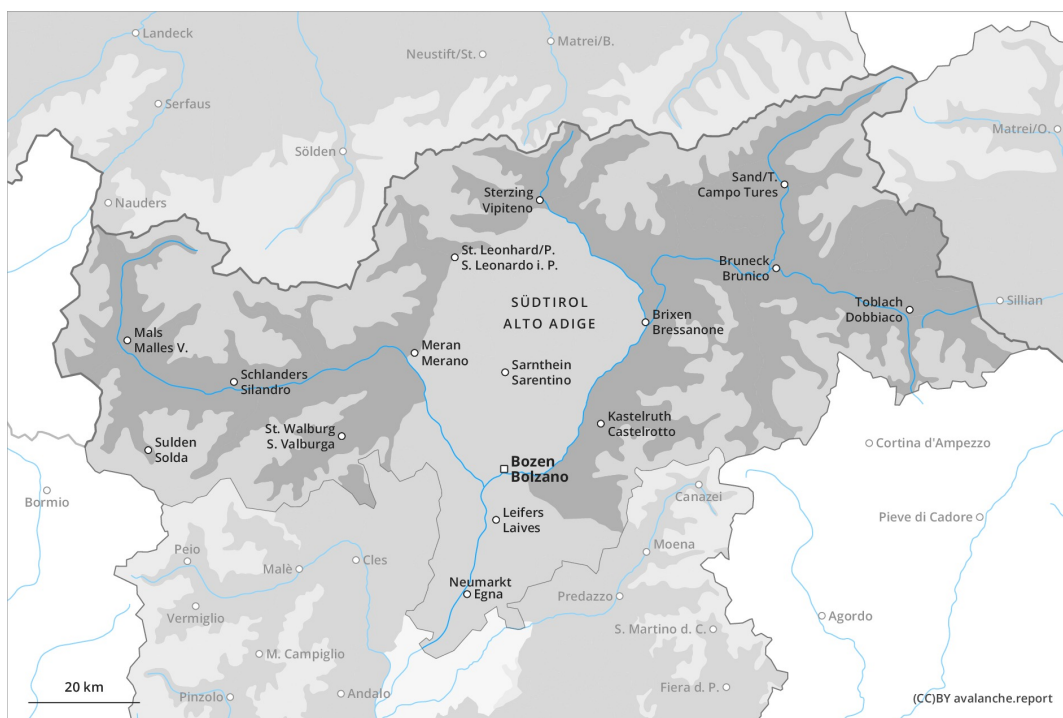 Landeck
Matrei/B.
Neustift/St.
Serfaus
Matrei/O.
Sölden
Sand/T.
Campo Tures
Sterzing
Vipiteno
Nauders
St. Leonhard/P.
S. Leonardo i. P.
Bruneck
Brunico
SÜDTIROL
ALTO ADIGE
Toblach
Dobbiaco
Sillian
Brixen
Bressanone
Mals
Malles V.
Meran
Merano
Sarnthein
Sarentino
Schlanders
Silandro
Kastelruth
Castelrotto
St. Walburg
S. Valburga
Sulden
Solda
Cortina d'Ampezzo
Bozen
Bolzano
Bormio
Canazei
Leifers
Laives
Pieve di Cadore
Moena
Peio
Cles
Malè
Neumarkt
Egna
Predazzo
Vermiglio
Agordo
S. Martino d. C.
M. Campiglio
20 km
Pinzolo
Andalo
Fiera d. P.
(CC)BY avalanche.report